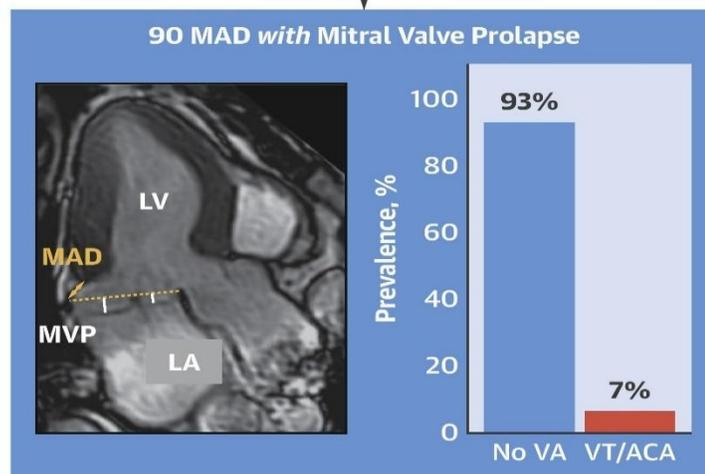 90 MAD with Mitral Valve Prolapse
LV
MAD
MVP
LA
Prevalence, %
100
80
60
40
20
0
93%
7%
No VA
VT/ACA